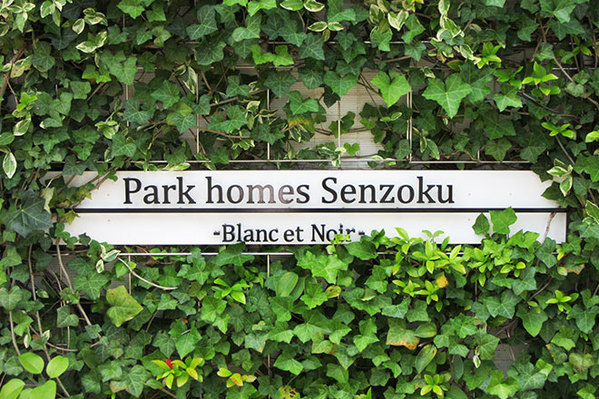 Park homes Senzoku
-Blanc et Noir-